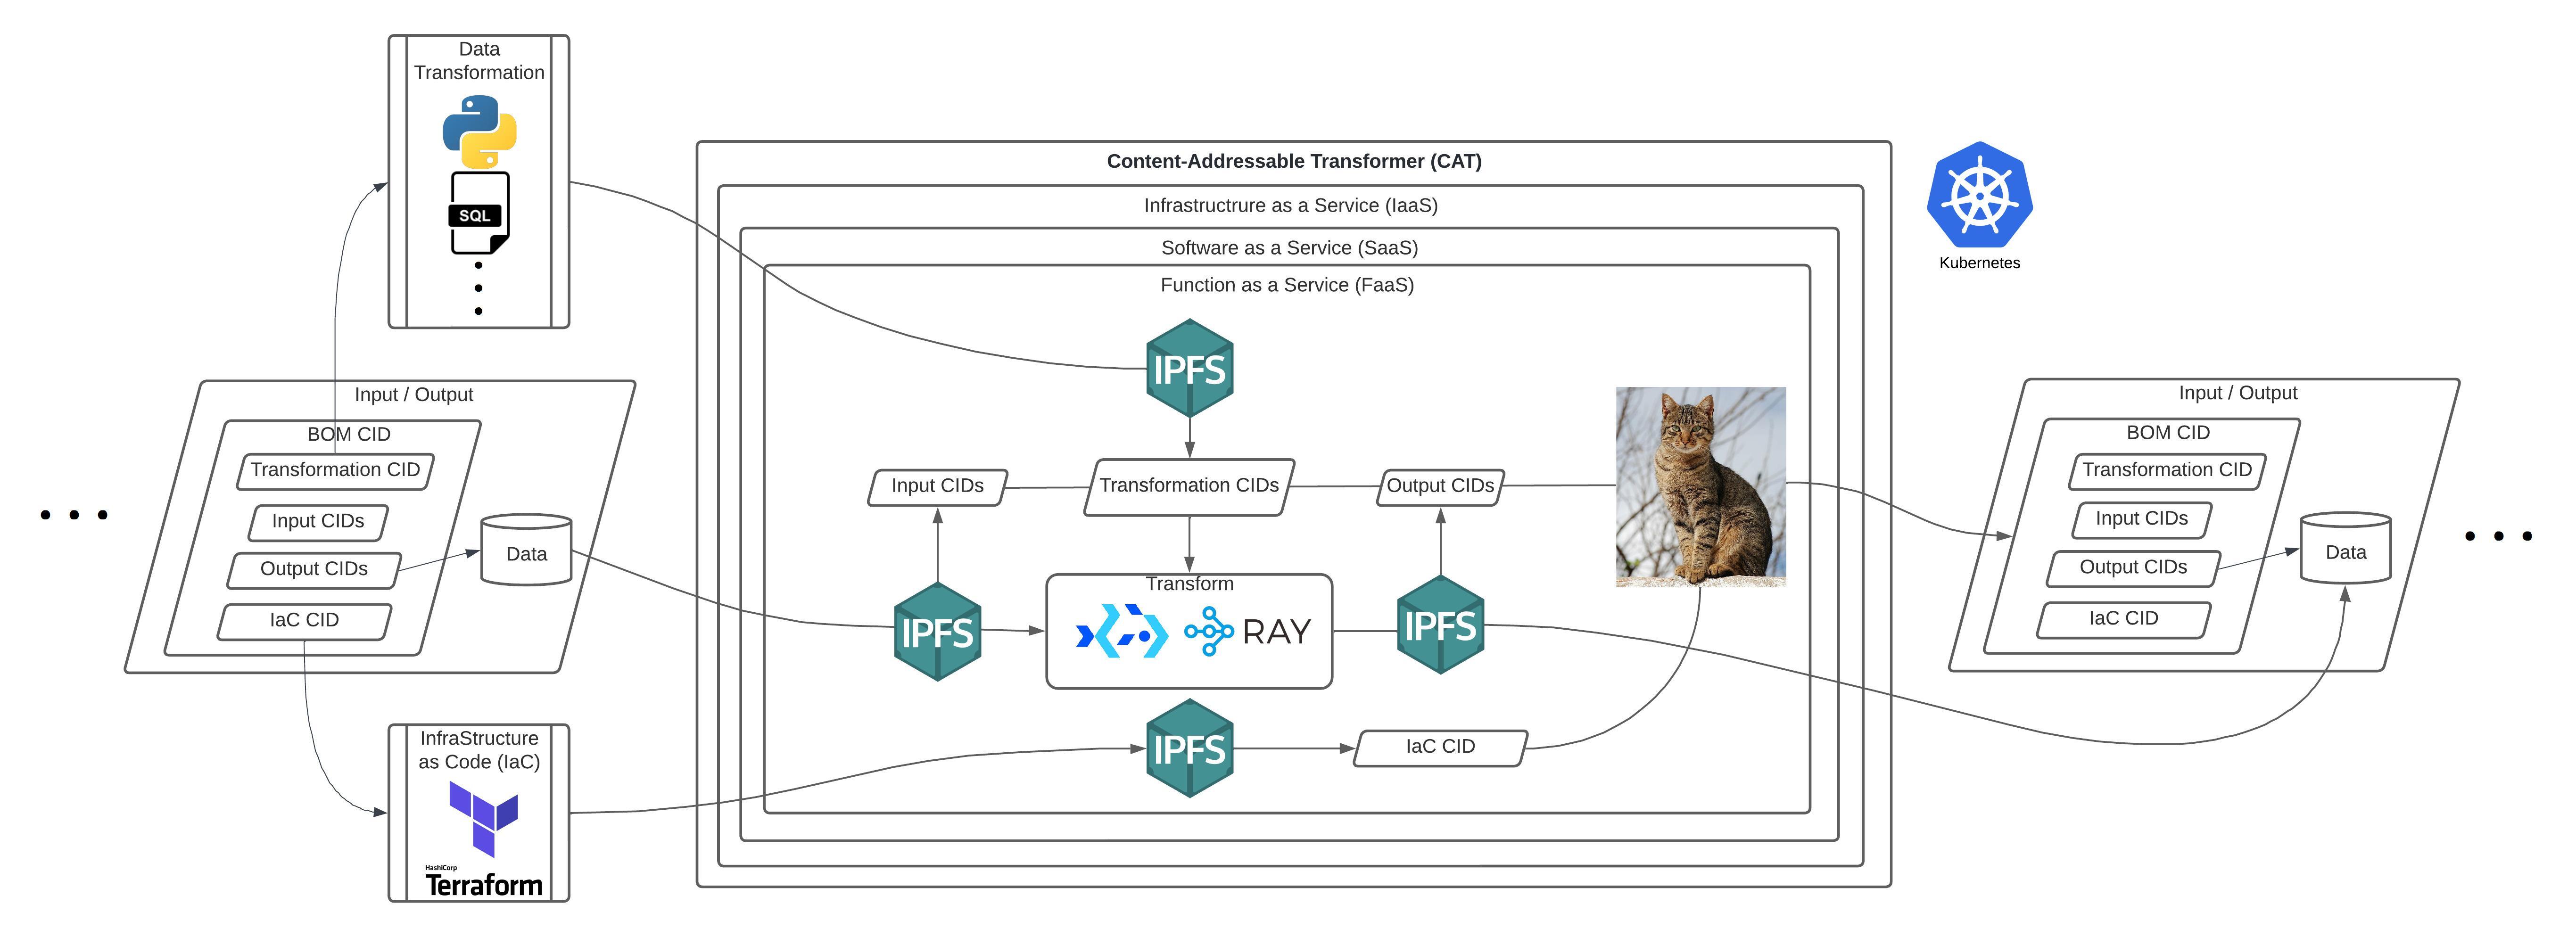 Data
Transformation
SQL
Content-Addressable Transformer (CAT)
Infrastructrure as a Service (IaaS)
Software as a Service (SaaS)
Function as a Service (FaaS)
Kubernetes
Input / Output
BOM CID
Transformation CID
Input CIDs
Output CIDs
IaC CID
Data
InfraStructure
as Code (IaC)
HashiCorp
Terraform
IPFS
Input CIDs
Transformation CIDs
Output CIDs
IPFS
Transform
RAY
IPFS
IPFS
IaC CID
Input / Output
BOM CID
Transformation CID
Input CIDs
Output CIDs
IaC CID
Data